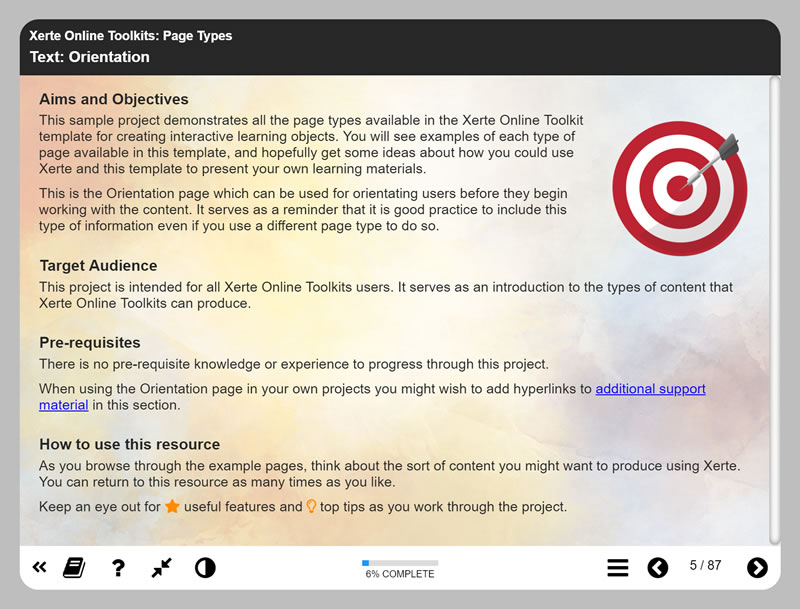 Xerte Online Toolkits: Page Types
Text: Orientation
Aims and Objectives
This sample project demonstrates all the page types available in the Xerte Online Toolkit
template for creating interactive learning objects. You will see examples of each type of
page available in this template, and hopefully get some ideas about how you could use
Xerte and this template to present your own learning materials.
This is the Orientation page which can be used for orientating users before they begin
working with the content. It serves as a reminder that it is good practice to include this
type of information even if you use a different page type to do so.
Target Audience
This project is intended for all Xerte Online Toolkits users. It serves as an introduction to the types of content that
Xerte Online Toolkits can produce.
Pre-requisites
There is no pre-requisite knowledge or experience to progress through this project.
When using the Orientation page in your own projects you might wish to add hyperlinks to additional support
material in this section.
How to use this resource
As you browse through the example pages, think about the sort of content you might want to produce using Xerte.
You can return to this resource as many times as you like.
Keep an eye out for useful features and top tips as you work through the project.
?
6% COMPLETE
5 / 87